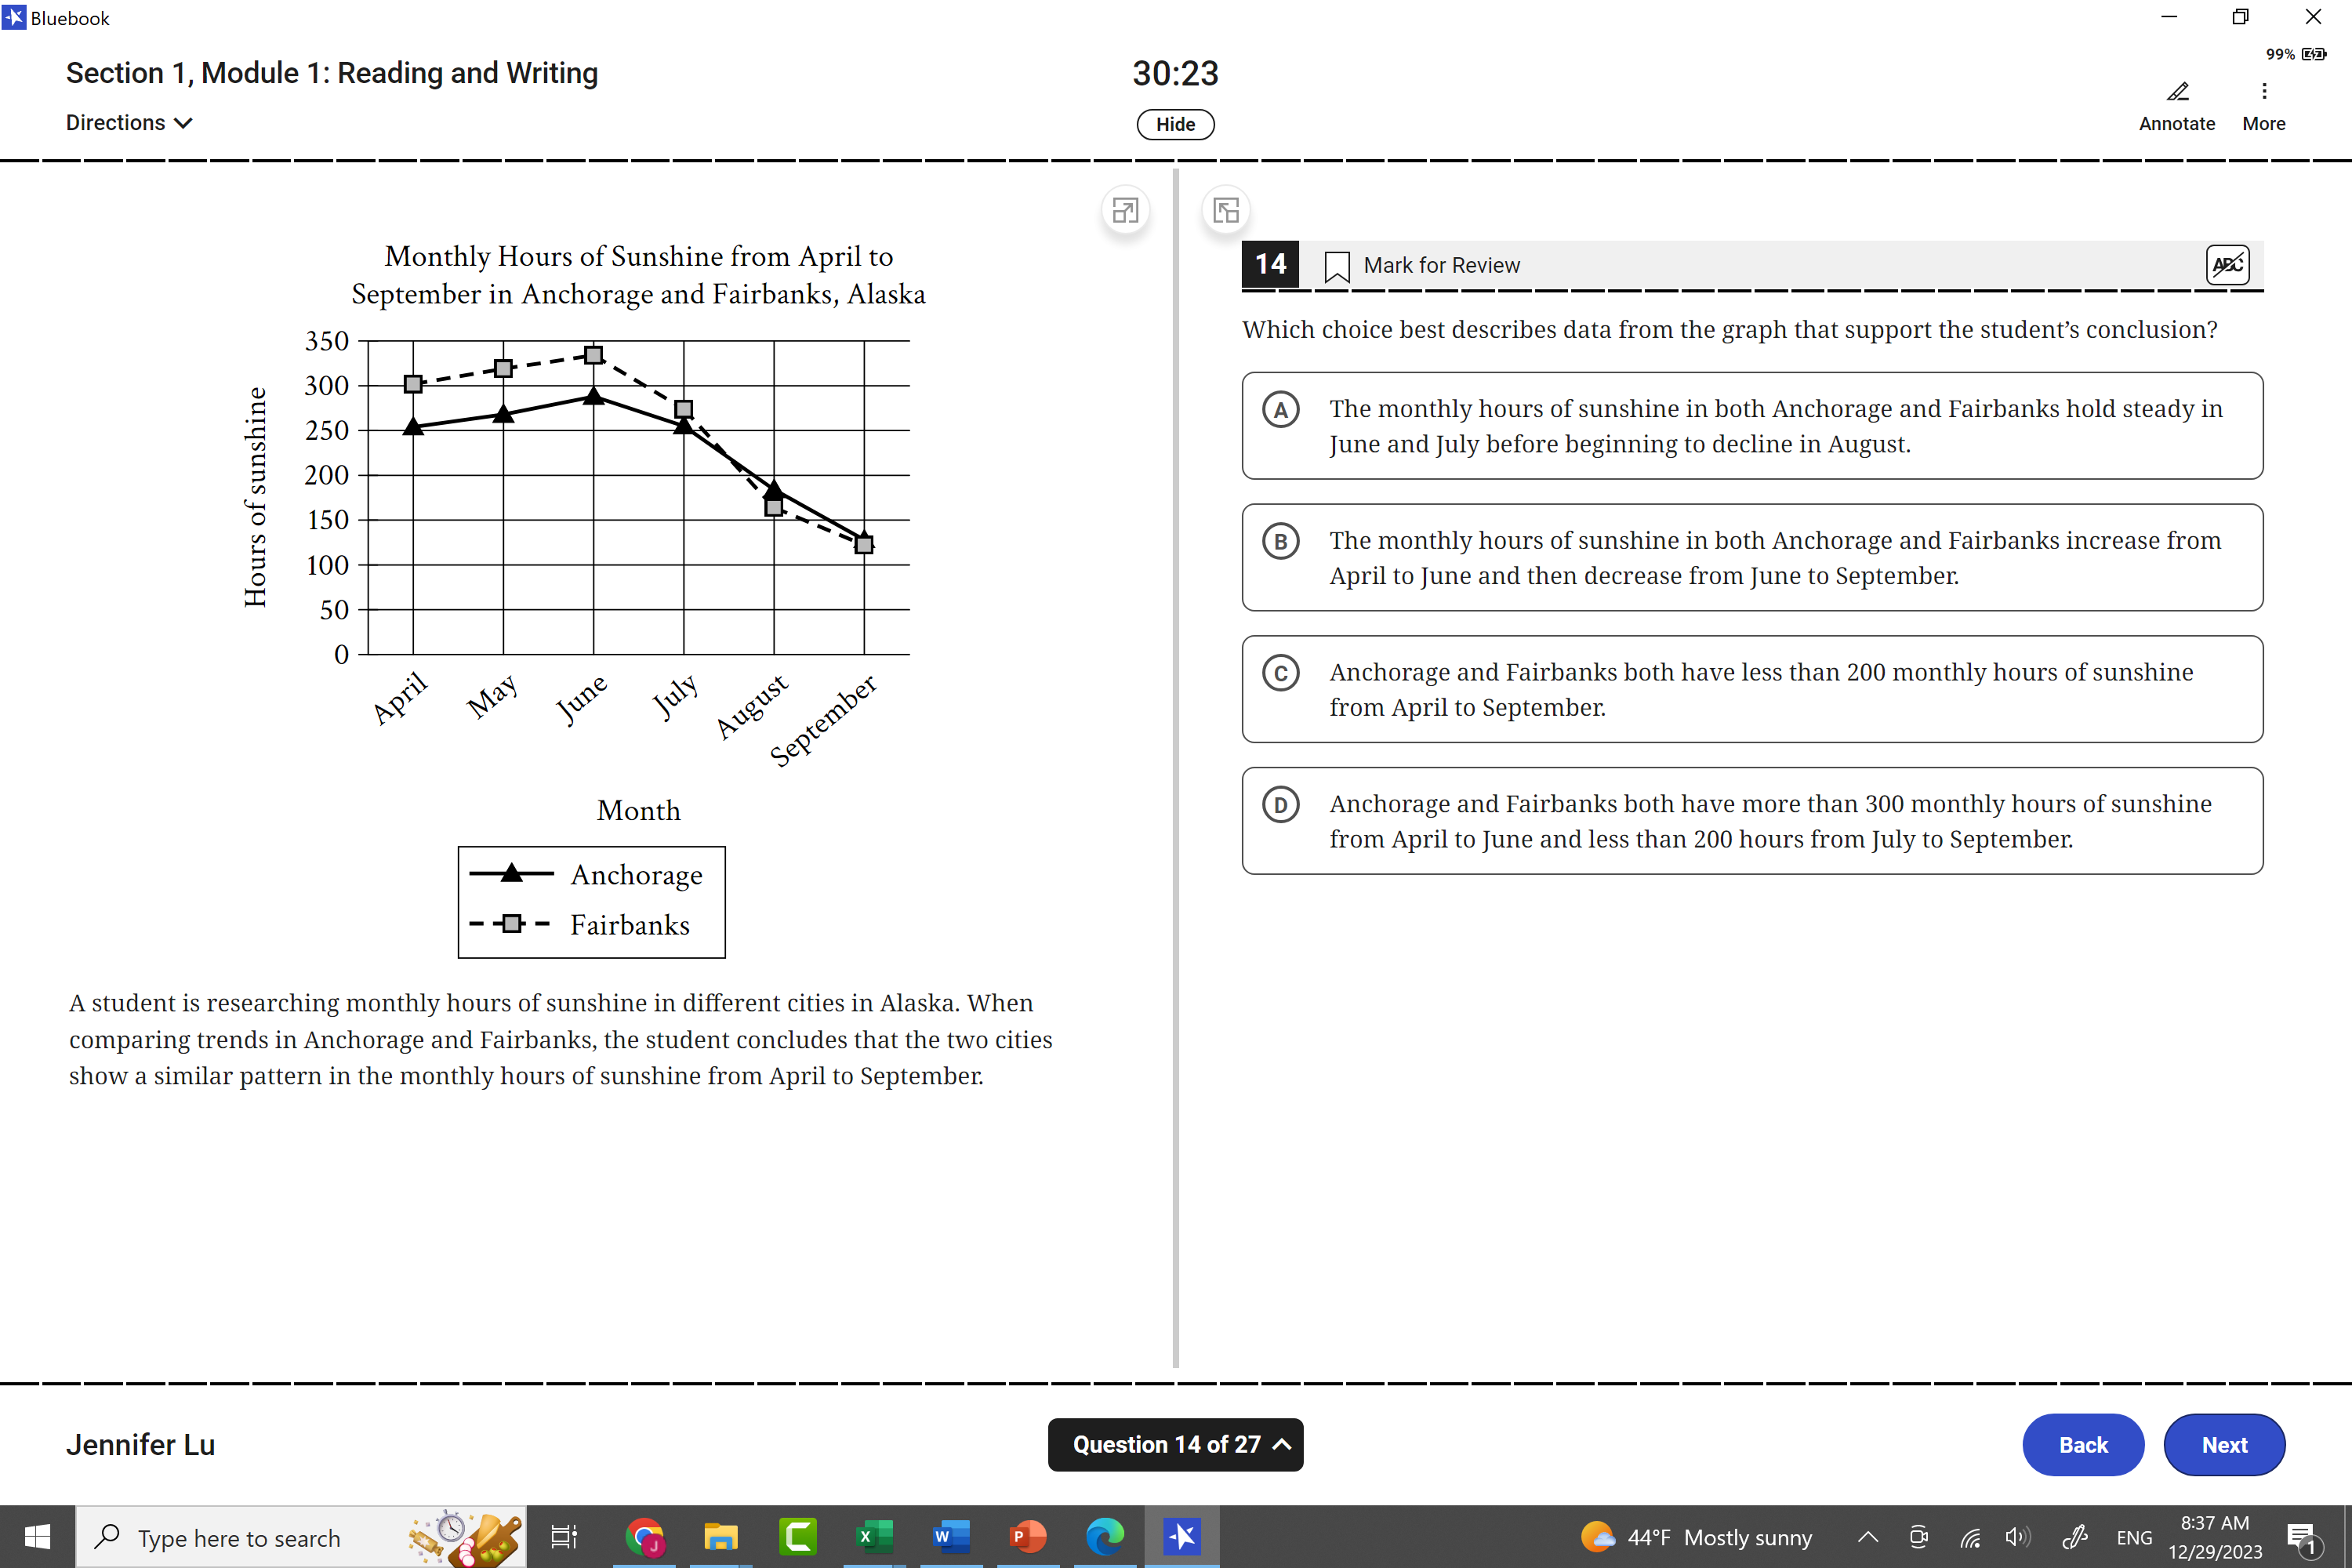 Bluebook
Section 1, Module 1: Reading and Writing
Directions
30:23
Hide
99%
Annotate
More
Monthly Hours of Sunshine from April to
September in Anchorage and Fairbanks, Alaska
Hours of sunshine
350
300
250
200
150
100
50
0
April
May
June
July
August
September
Month
Anchorage
Fairbanks
A student is researching monthly hours of sunshine in different cities in Alaska. When
comparing trends in Anchorage and Fairbanks, the student concludes that the two cities
show a similar pattern in the monthly hours of sunshine from April to September.
14
Mark for Review
ABC
Which choice best describes data from the graph that support the student’s conclusion?
A
The monthly hours of sunshine in both Anchorage and Fairbanks hold steady in
June and July before beginning to decline in August.
B
The monthly hours of sunshine in both Anchorage and Fairbanks increase from
April to June and then decrease from June to September.
C
Anchorage and Fairbanks both have less than 200 monthly hours of sunshine
from April to September.
D
Anchorage and Fairbanks both have more than 300 monthly hours of sunshine
from April to June and less than 200 hours from July to September.
Jennifer Lu
Question 14 of 27
Back
Next
Type here to search
J
X
W
P
44°F Mostly sunny
ENG
8:37 AM
12/29/2023
1